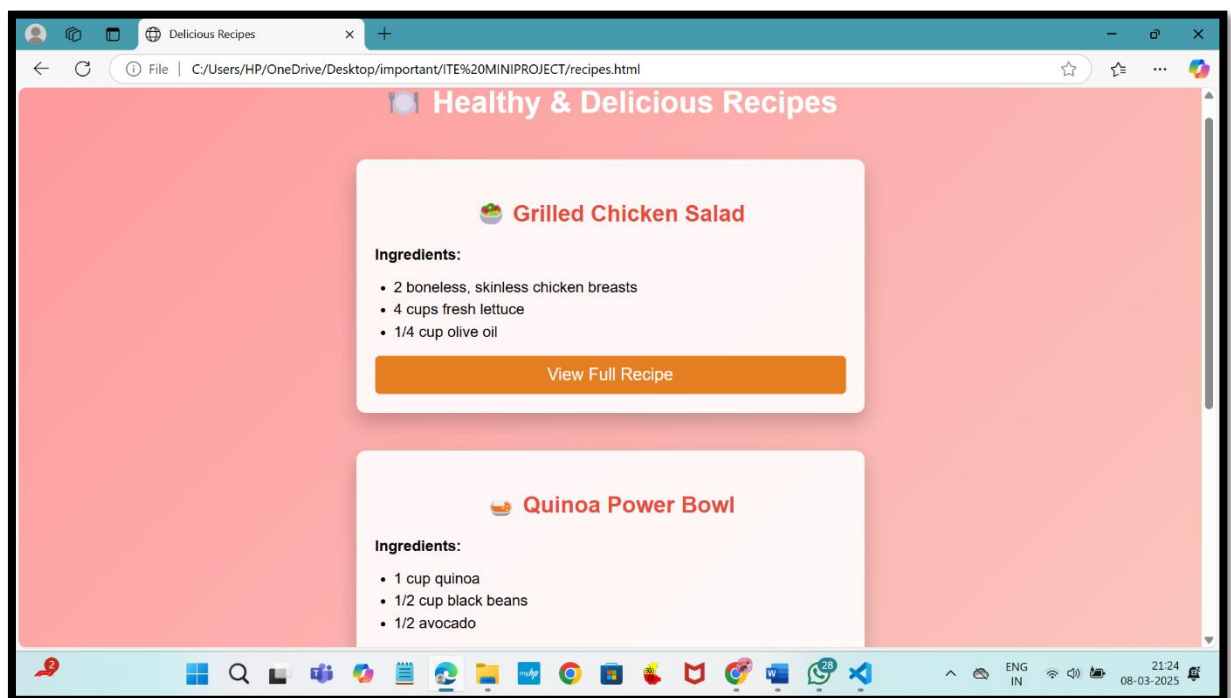 Delicious Recipes
File | C:/Users/HP/OneDrive/Desktop/important/ITE%20MINIPROJECT/recipes.html
Healthy & Delicious Recipes
Grilled Chicken Salad
Ingredients:
• 2 boneless, skinless chicken breasts
• 4 cups fresh lettuce
• 1/4 cup olive oil
View Full Recipe
Quinoa Power Bowl
Ingredients:
• 1 cup quinoa
• 1/2 cup black beans
• 1/2 avocado
2
myhp
28
ENG
IN
21:24
08-03-2025